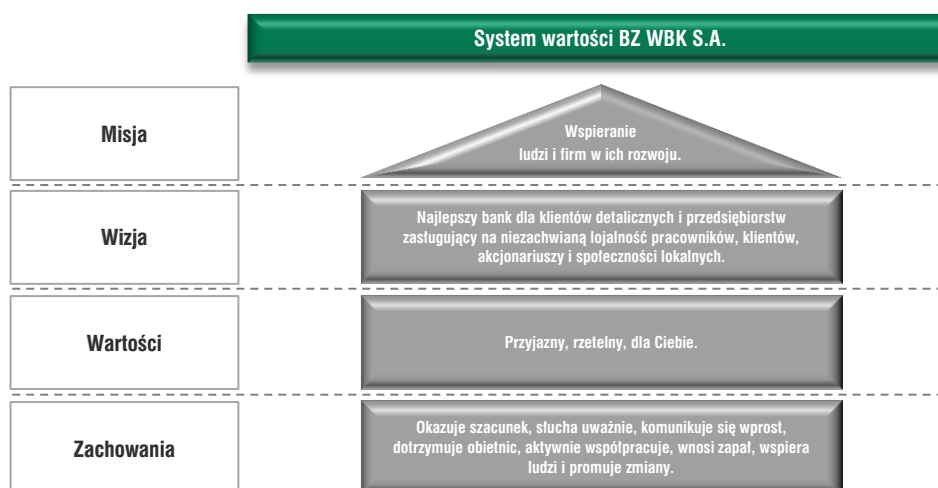 System wartości BZ WBK S.A.
Misja
Wspieranie
ludzi i firm w ich rozwoju.
Wizja
Najlepszy bank dla klientów detalicznych i przedsiębiorstw
zasługujący na niezachwianą lojalność pracowników, klientów,
akcjonariuszy i społeczności lokalnych.
Wartości
Przyjazny, rzetelny, dla Ciebie.
Zachowania
Okazuje szacunek, słucha uważnie, komunikuje się wprost,
dotrzymuje obietnic, aktywnie współpracuje, wnosi zapał, wspiera
ludzi i promuje zmiany.